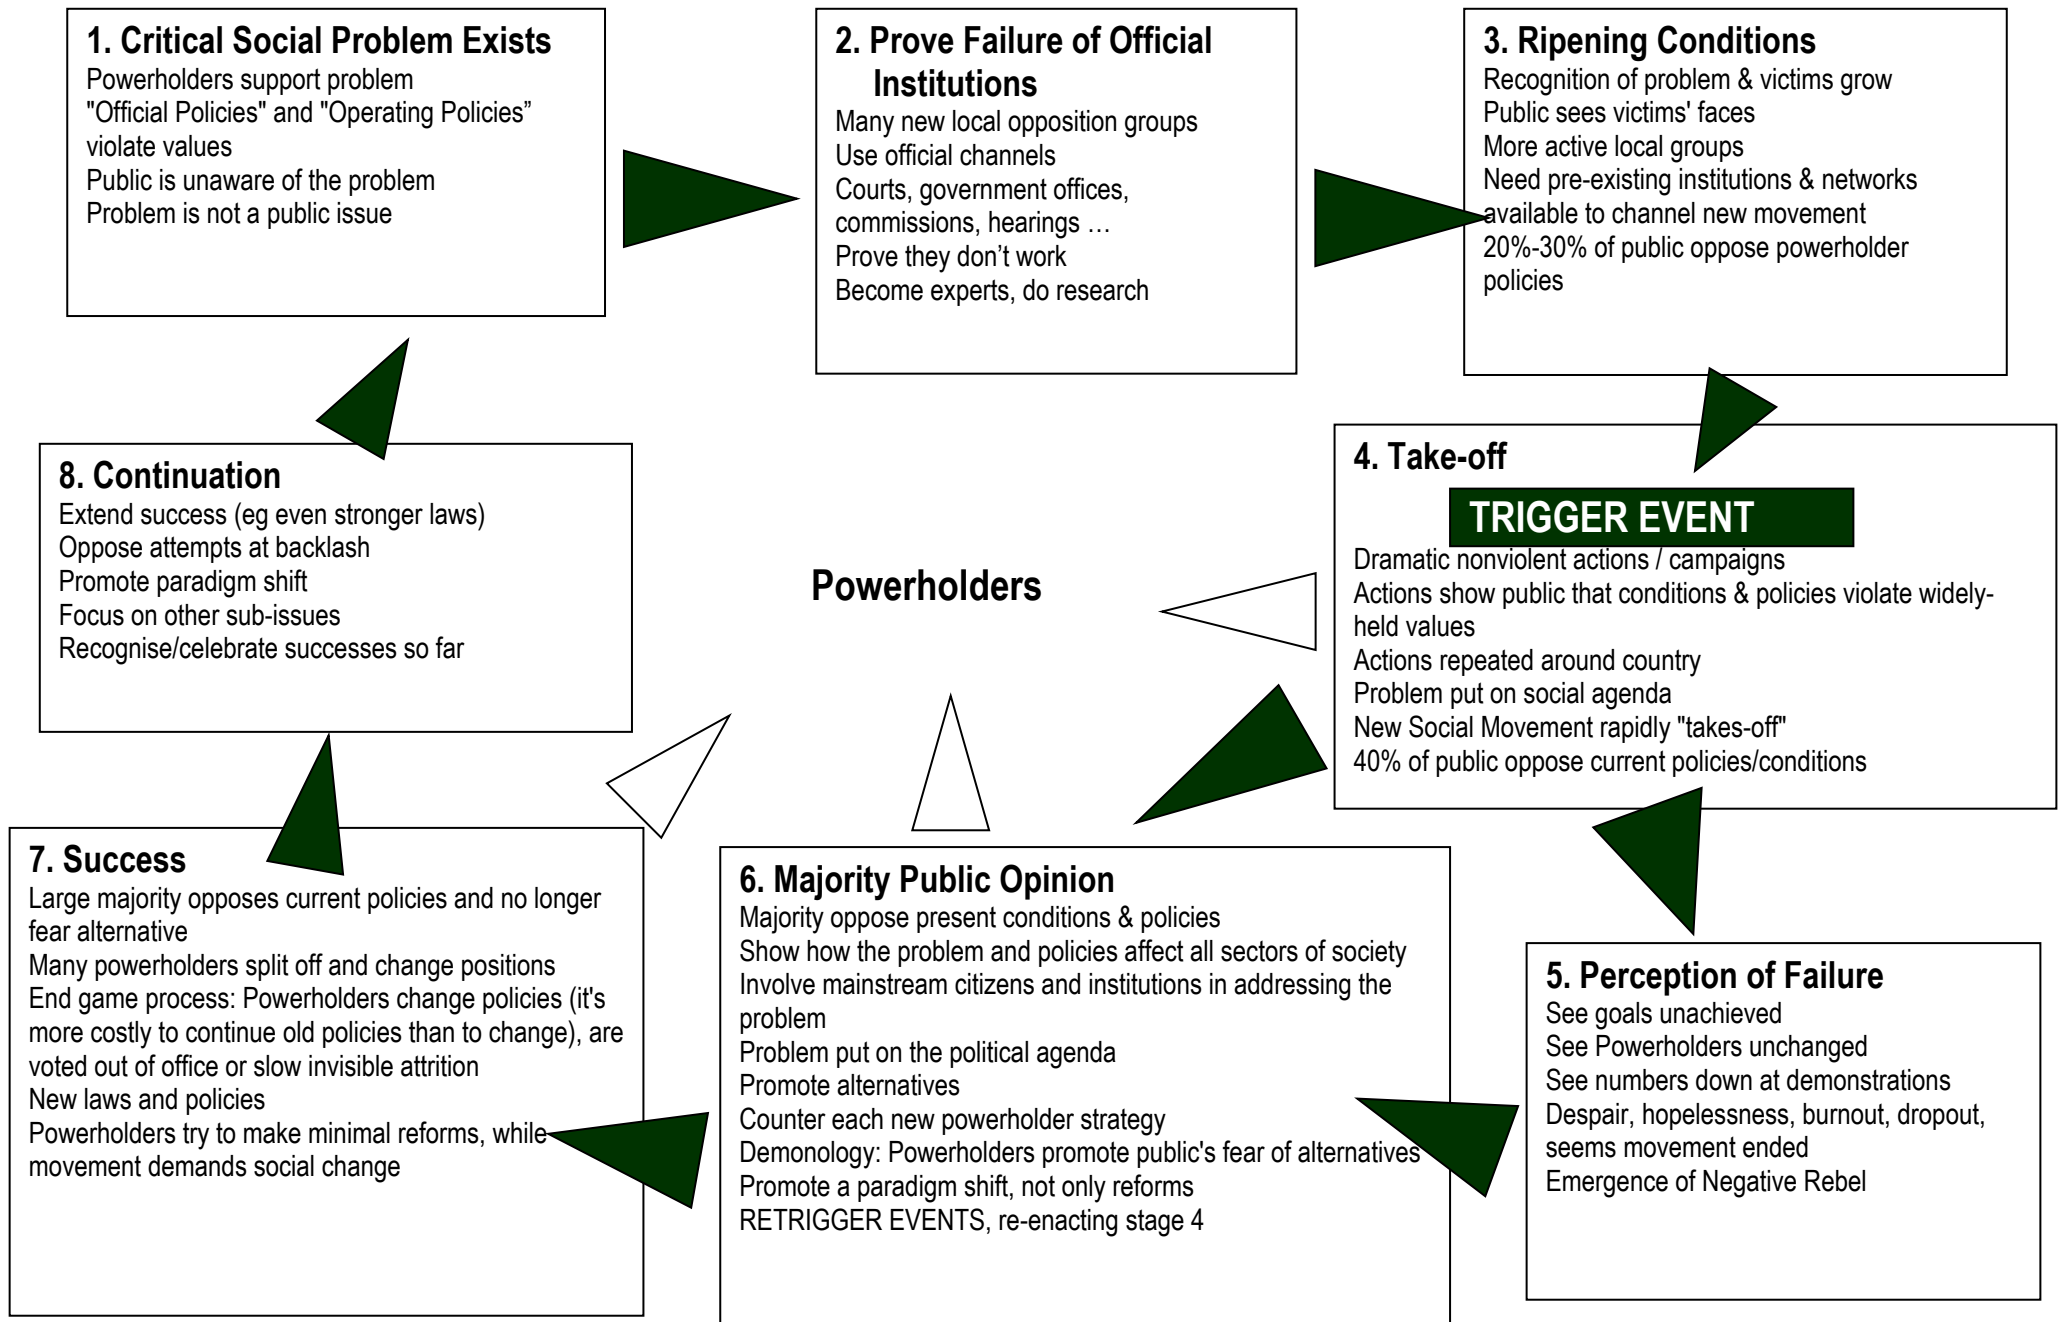 1. Critical Social Problem Exists
Powerholders support problem
"Official Policies" and "Operating Policies”
violate values
Public is unaware of the problem
Problem is not a public issue
2. Prove Failure of Official
Institutions
Many new local opposition groups
Use official channels
Courts, government offices,
commissions, hearings …
Prove they don’t work
Become experts, do research
3. Ripening Conditions
Recognition of problem & victims grow
Public sees victims' faces
More active local groups
Need pre-existing institutions & networks
available to channel new movement
20%-30% of public oppose powerholder
policies
4. Take-off
TRIGGER EVENT
Dramatic nonviolent actions / campaigns
Actions show public that conditions & policies violate widely-
held values
Actions repeated around country
Problem put on social agenda
New Social Movement rapidly "takes-off"
40% of public oppose current policies/conditions
5. Perception of Failure
See goals unachieved
See Powerholders unchanged
See numbers down at demonstrations
Despair, hopelessness, burnout, dropout,
seems movement ended
Emergence of Negative Rebel
6. Majority Public Opinion
Majority oppose present conditions & policies
Show how the problem and policies affect all sectors of society
Involve mainstream citizens and institutions in addressing the
problem
Problem put on the political agenda
Promote alternatives
Counter each new powerholder strategy
Demonology: Powerholders promote public's fear of alternatives
Promote a paradigm shift, not only reforms
RETRIGGER EVENTS, re-enacting stage 4
7. Success
Large majority opposes current policies and no longer
fear alternative
Many powerholders split off and change positions
End game process: Powerholders change policies (it's
more costly to continue old policies than to change), are
voted out of office or slow invisible attrition
New laws and policies
Powerholders try to make minimal reforms, while
movement demands social change
8. Continuation
Extend success (eg even stronger laws)
Oppose attempts at backlash
Promote paradigm shift
Focus on other sub-issues
Recognise/celebrate successes so far
Powerholders